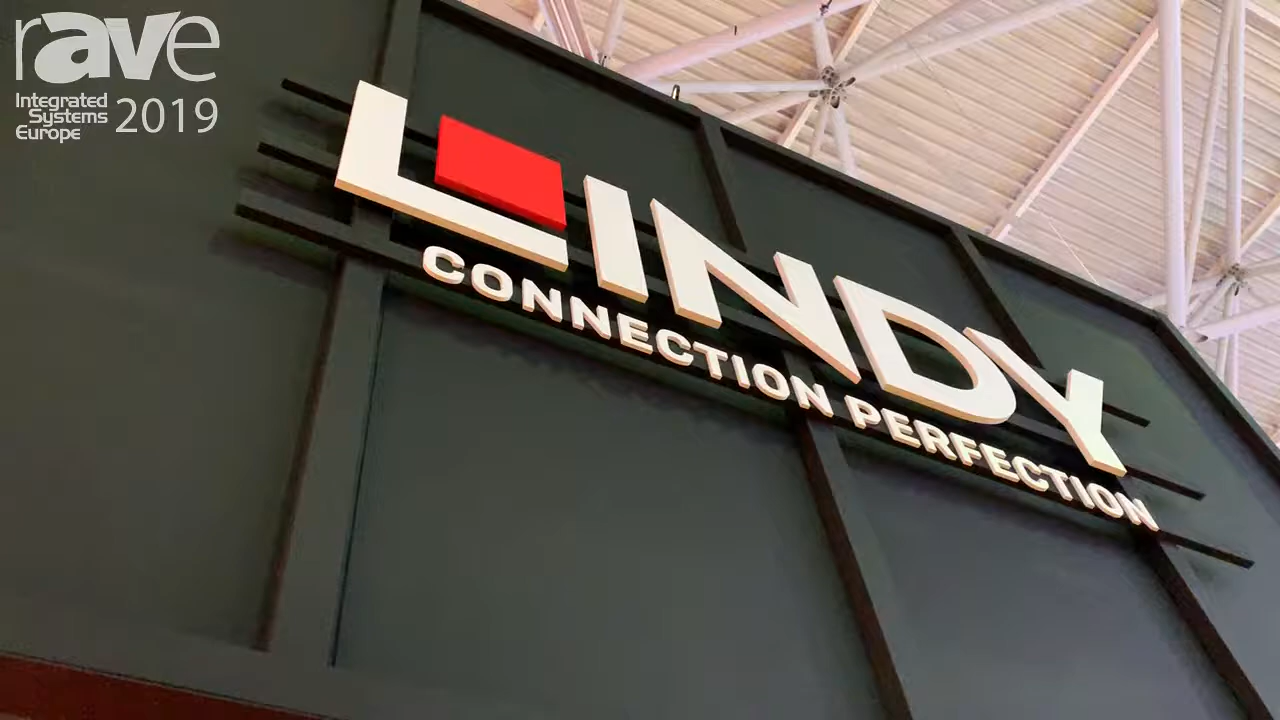 rave
Integrated
Systems
Europe 2019
LINDY
CONNECTION PERFECTION